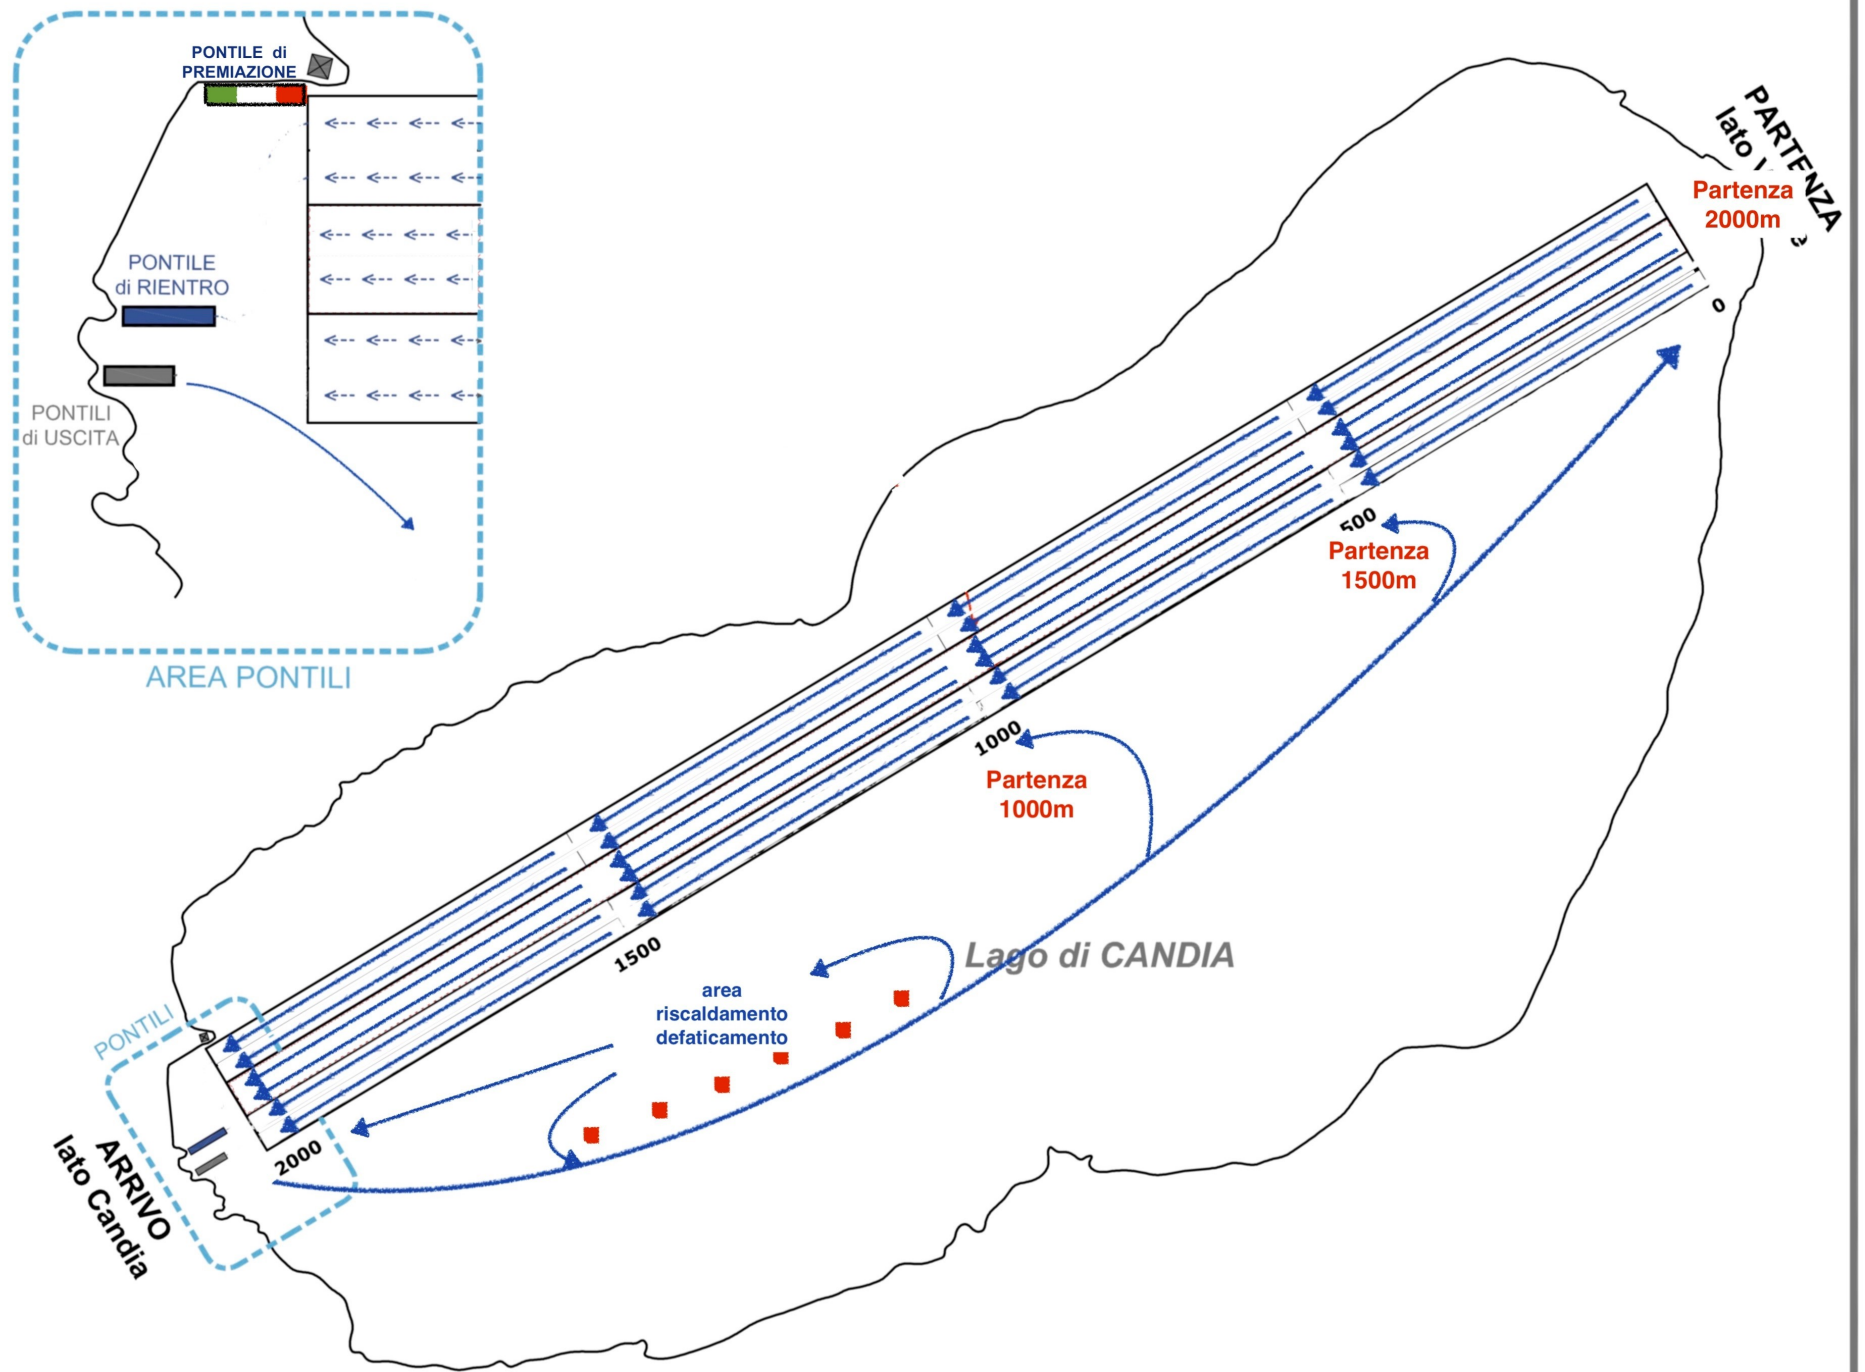 PONTILE di
PREMIAZIONE
PONTILE
di RIENTRO
PONTILI
di USCITA
AREA PONTILI
PARTENZA
lato
Partenza
2000m
0
500
Partenza
1500m
1000
Partenza
1000m
1500
Lago di CANDIA
area
riscaldamento
defaticamento
PONTILI
2000
ARRIVO
lato Candia